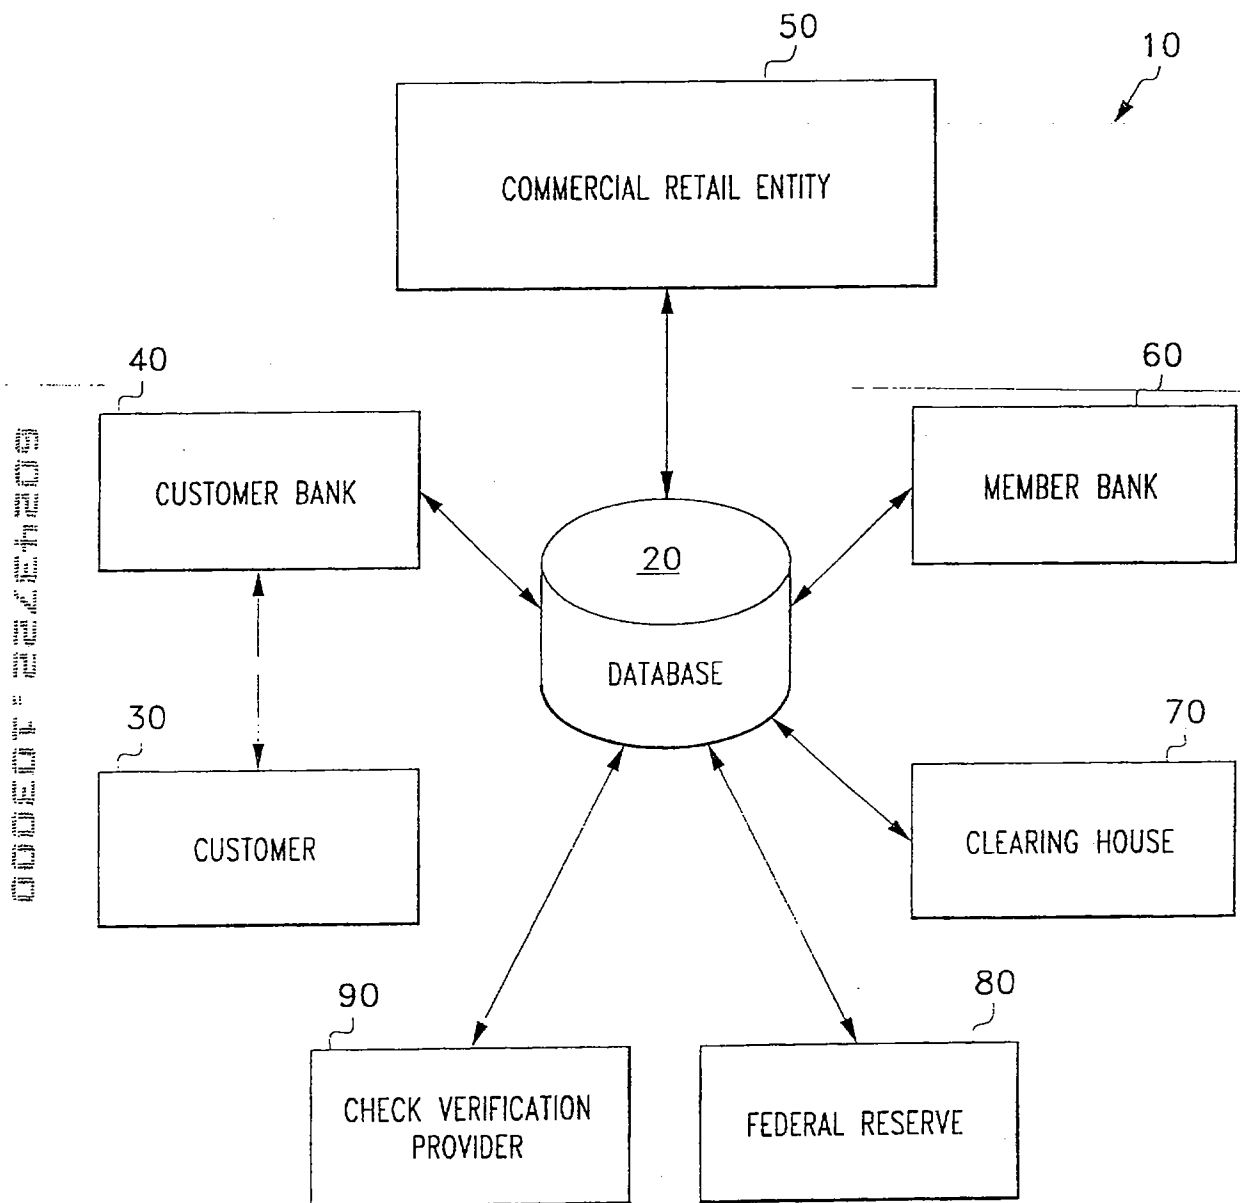 50
10
COMMERCIAL RETAIL ENTITY
40
60
CUSTOMER BANK
MEMBER BANK
20
DATABASE
30
70
CUSTOMER
CLEARING HOUSE
90
80
CHECK VERIFICATION
PROVIDER
FEDERAL RESERVE